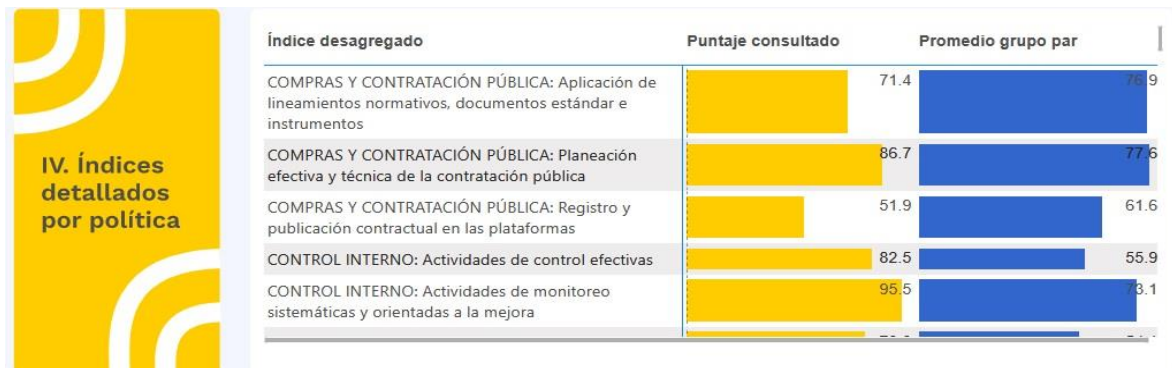 IV. Índices
detallados
por política
Índice desagregado Puntaje consultado Promedio grupo par
COMPRAS Y CONTRATACIÓN PÚBLICA: Aplicación de
lineamientos normativos, documentos estándar e
instrumentos
71.4 76.9
COMPRAS Y CONTRATACIÓN PÚBLICA: Planeación
efectiva y técnica de la contratación pública
86.7 77.6
COMPRAS Y CONTRATACIÓN PÚBLICA: Registro y
publicación contractual en las plataformas
51.9 61.6
CONTROL INTERNO: Actividades de control efectivas 82.5 55.9
CONTROL INTERNO: Actividades de monitoreo
sistemáticas y orientadas a la mejora
95.5 73.1